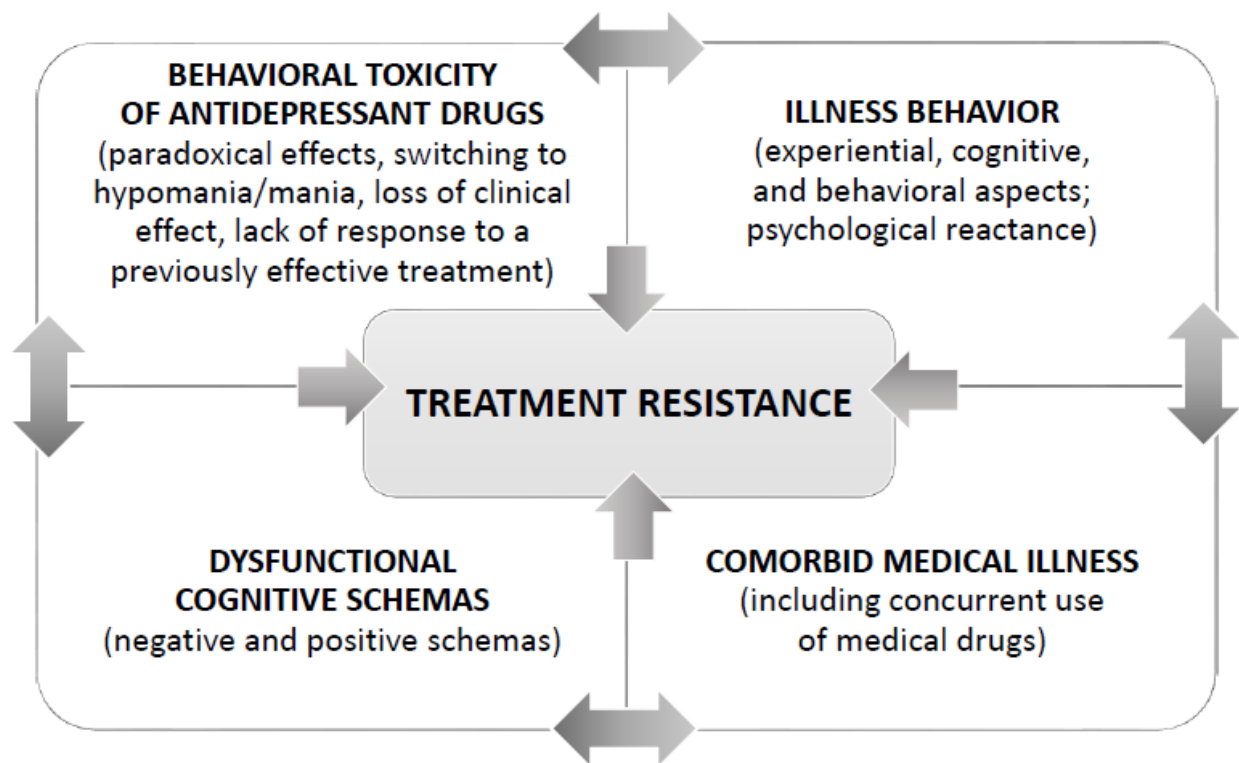 BEHAVIORAL TOXICITY
OF ANTIDEPRESSANT DRUGS
(paradoxical effects, switching to
hypomania/mania, loss of clinical
effect, lack of response to a
previously effective treatment)
ILLNESS BEHAVIOR
(experiential, cognitive,
and behavioral aspects;
psychological reactance)
TREATMENT RESISTANCE
DYSFUNCTIONAL
COGNITIVE SCHEMAS
(negative and positive schemas)
COMORBID MEDICAL ILLNESS
(including concurrent use
of medical drugs)